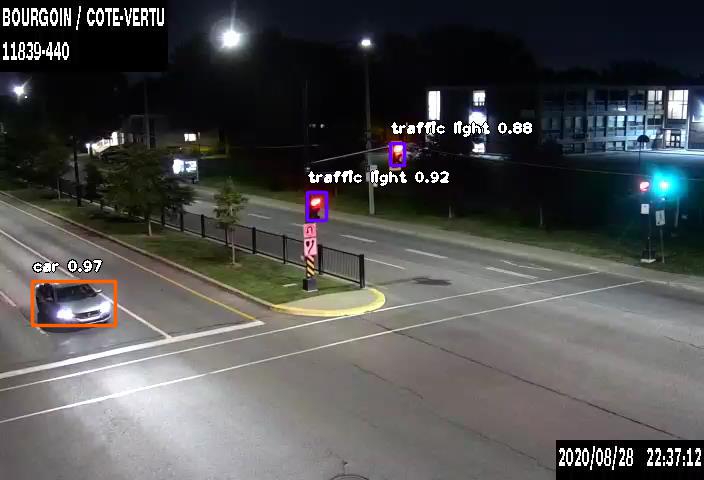 BOURGOIN / COTE-VERTU
11839-440
traffic light 0.88
traffic light 0.92
car 0.97
2020/08/28 22:37:12